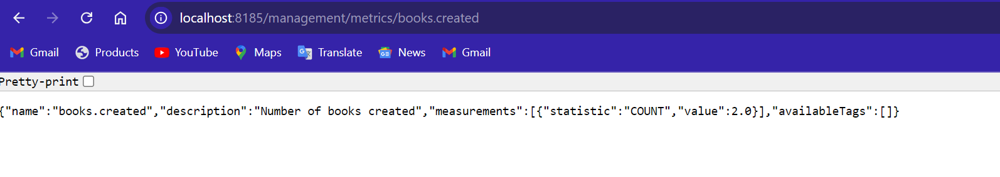 localhost:8185/management/metrics/books.created
Gmail Products YouTube Maps Translate News Gmail
Pretty-print
{"name":"books.created","description":"Number of books created","measurements":[{"statistic":"COUNT","value":2.0}],"availableTags":[]}